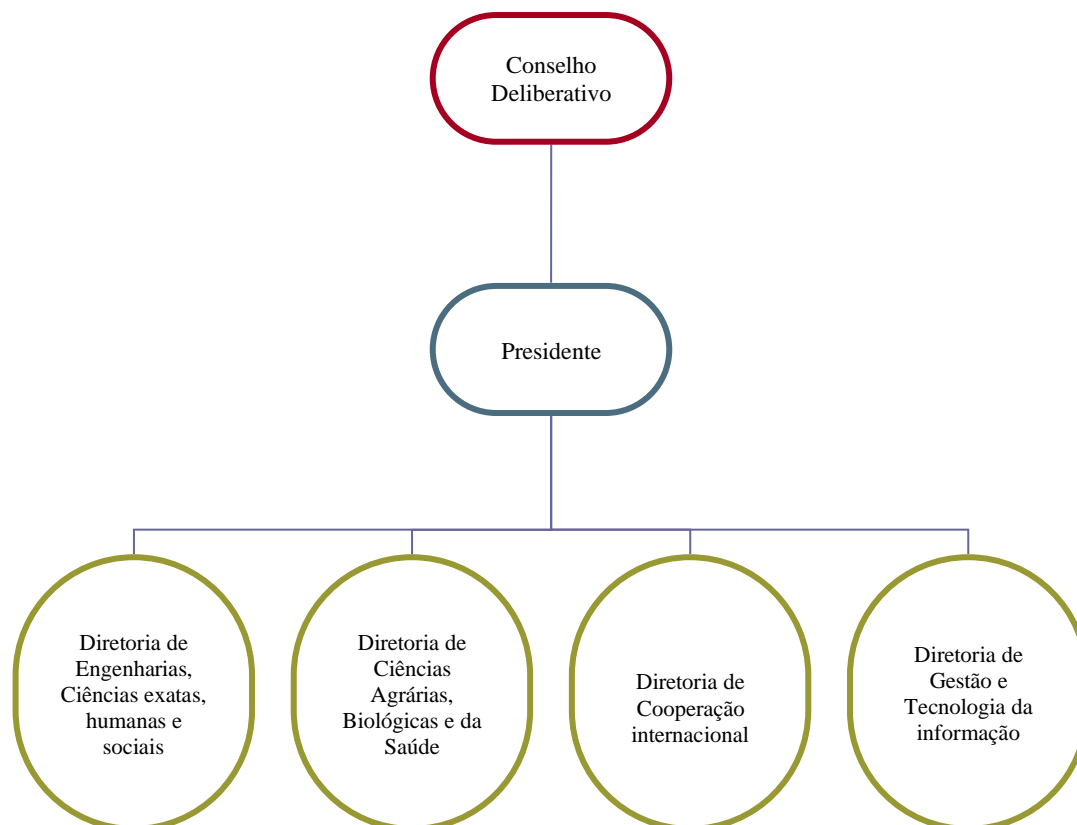 Conselho
Deliberativo
Presidente
Diretoria de
Engenharias,
Ciências exatas,
humanas e
sociais
Diretoria de
Ciências
Agrárias,
Biológicas e da
Saúde
Diretoria de
Cooperação
internacional
Diretoria de
Gestão e
Tecnologia da
informação